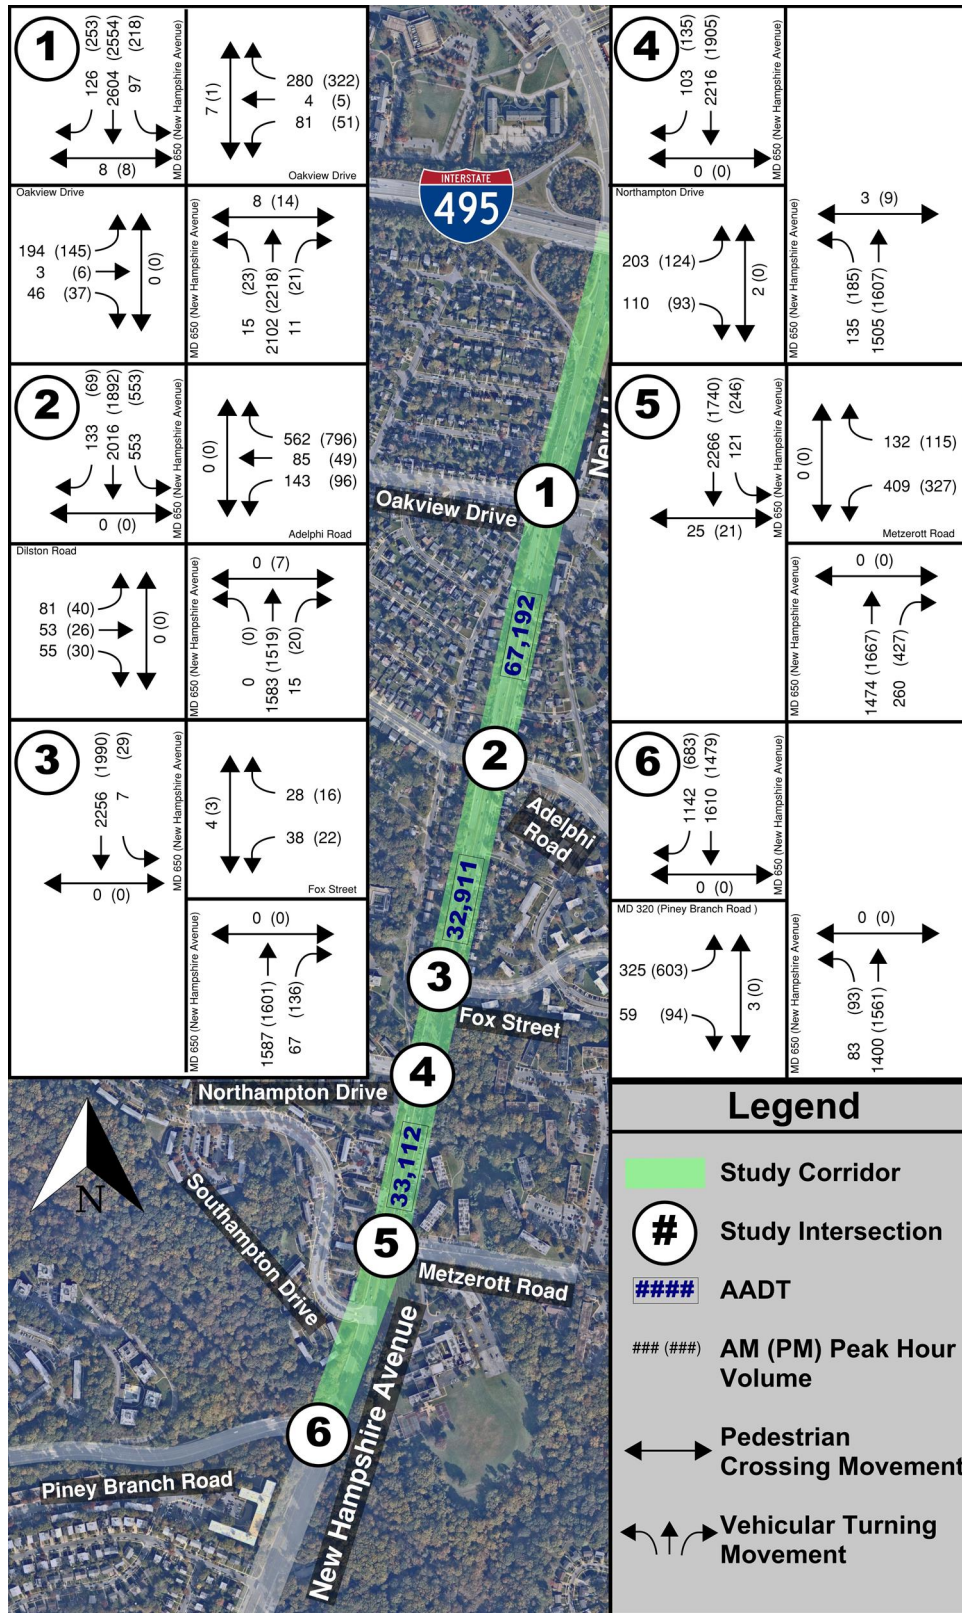 1
126 (253)
2604 (2554)
97 (218)
8 (8)
MD 650 (New Hampshire Avenue)
7 (1)
280 (322)
4 (5)
81 (51)
Oakview Drive
Oakview Drive
194 (145)
3 (6)
46 (37)
0 (0)
MD 650 (New Hampshire Avenue)
8 (14)
15 (23)
2102 (2218)
11 (21)
2
133 (69)
2016 (1892)
553 (553)
0 (0)
MD 650 (New Hampshire Avenue)
0 (0)
562 (796)
85 (49)
143 (96)
Adelphi Road
Dilston Road
81 (40)
53 (26)
55 (30)
0 (0)
MD 650 (New Hampshire Avenue)
0 (7)
0 (0)
1583 (1519)
15 (20)
3
2256 (1990)
7 (29)
0 (0)
MD 650 (New Hampshire Avenue)
4 (3)
28 (16)
38 (22)
Fox Street
MD 650 (New Hampshire Avenue)
0 (0)
1587 (1601)
67 (136)
4
103 (135)
2216 (1905)
0 (0)
MD 650 (New Hampshire Avenue)
Northampton Drive
203 (124)
110 (93)
2 (0)
MD 650 (New Hampshire Avenue)
3 (9)
135 (185)
1505 (1607)
5
2266 (1740)
121 (246)
25 (21)
MD 650 (New Hampshire Avenue)
0 (0)
132 (115)
409 (327)
Metzerott Road
MD 650 (New Hampshire Avenue)
0 (0)
1474 (1667)
260 (427)
6
1142 (683)
1610 (1479)
0 (0)
MD 650 (New Hampshire Avenue)
MD 320 (Piney Branch Road )
325 (603)
59 (94)
3 (0)
MD 650 (New Hampshire Avenue)
0 (0)
83 (93)
1400 (1561)
INTERSTATE
495
New
Oakview Drive
1
67,192
2
Adelphi
Road
32,911
3
Fox Street
4
Northampton Drive
33,112
Southampton Drive
5
Metzerott Road
New Hampshire Avenue
6
Piney Branch Road
N
Legend
Study Corridor
# Study Intersection
#### AADT
### (###) AM (PM) Peak Hour
Volume
Pedestrian
Crossing Movement
Vehicular Turning
Movement